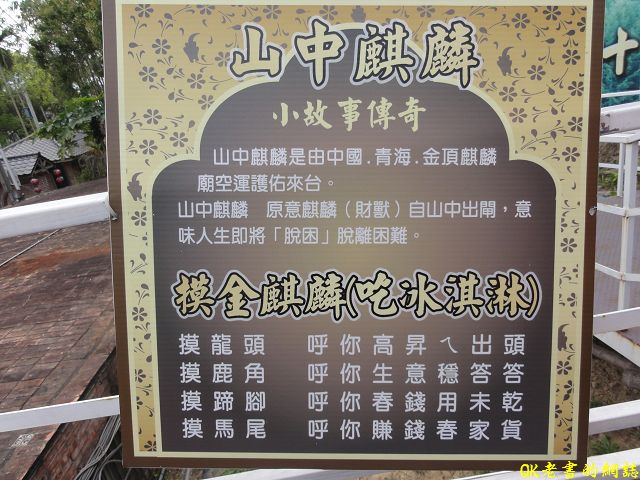 山中麒麟
小故事傳奇
山中麒麟是由中國.青海.金頂麒麟
廟空運護佑來台。
山中麒麟 原意麒麟(財獸)自山中出閘,意
味人生即將「脫困」脫離困難。
摸金麒麟(吃冰淇淋)
摸龍頭 呼你高昇ㄟ出頭
摸鹿角 呼你生意穩答答
摸蹄腳 呼你春錢用未乾
摸馬尾 呼你賺錢春家貨
十
QK老書的網誌